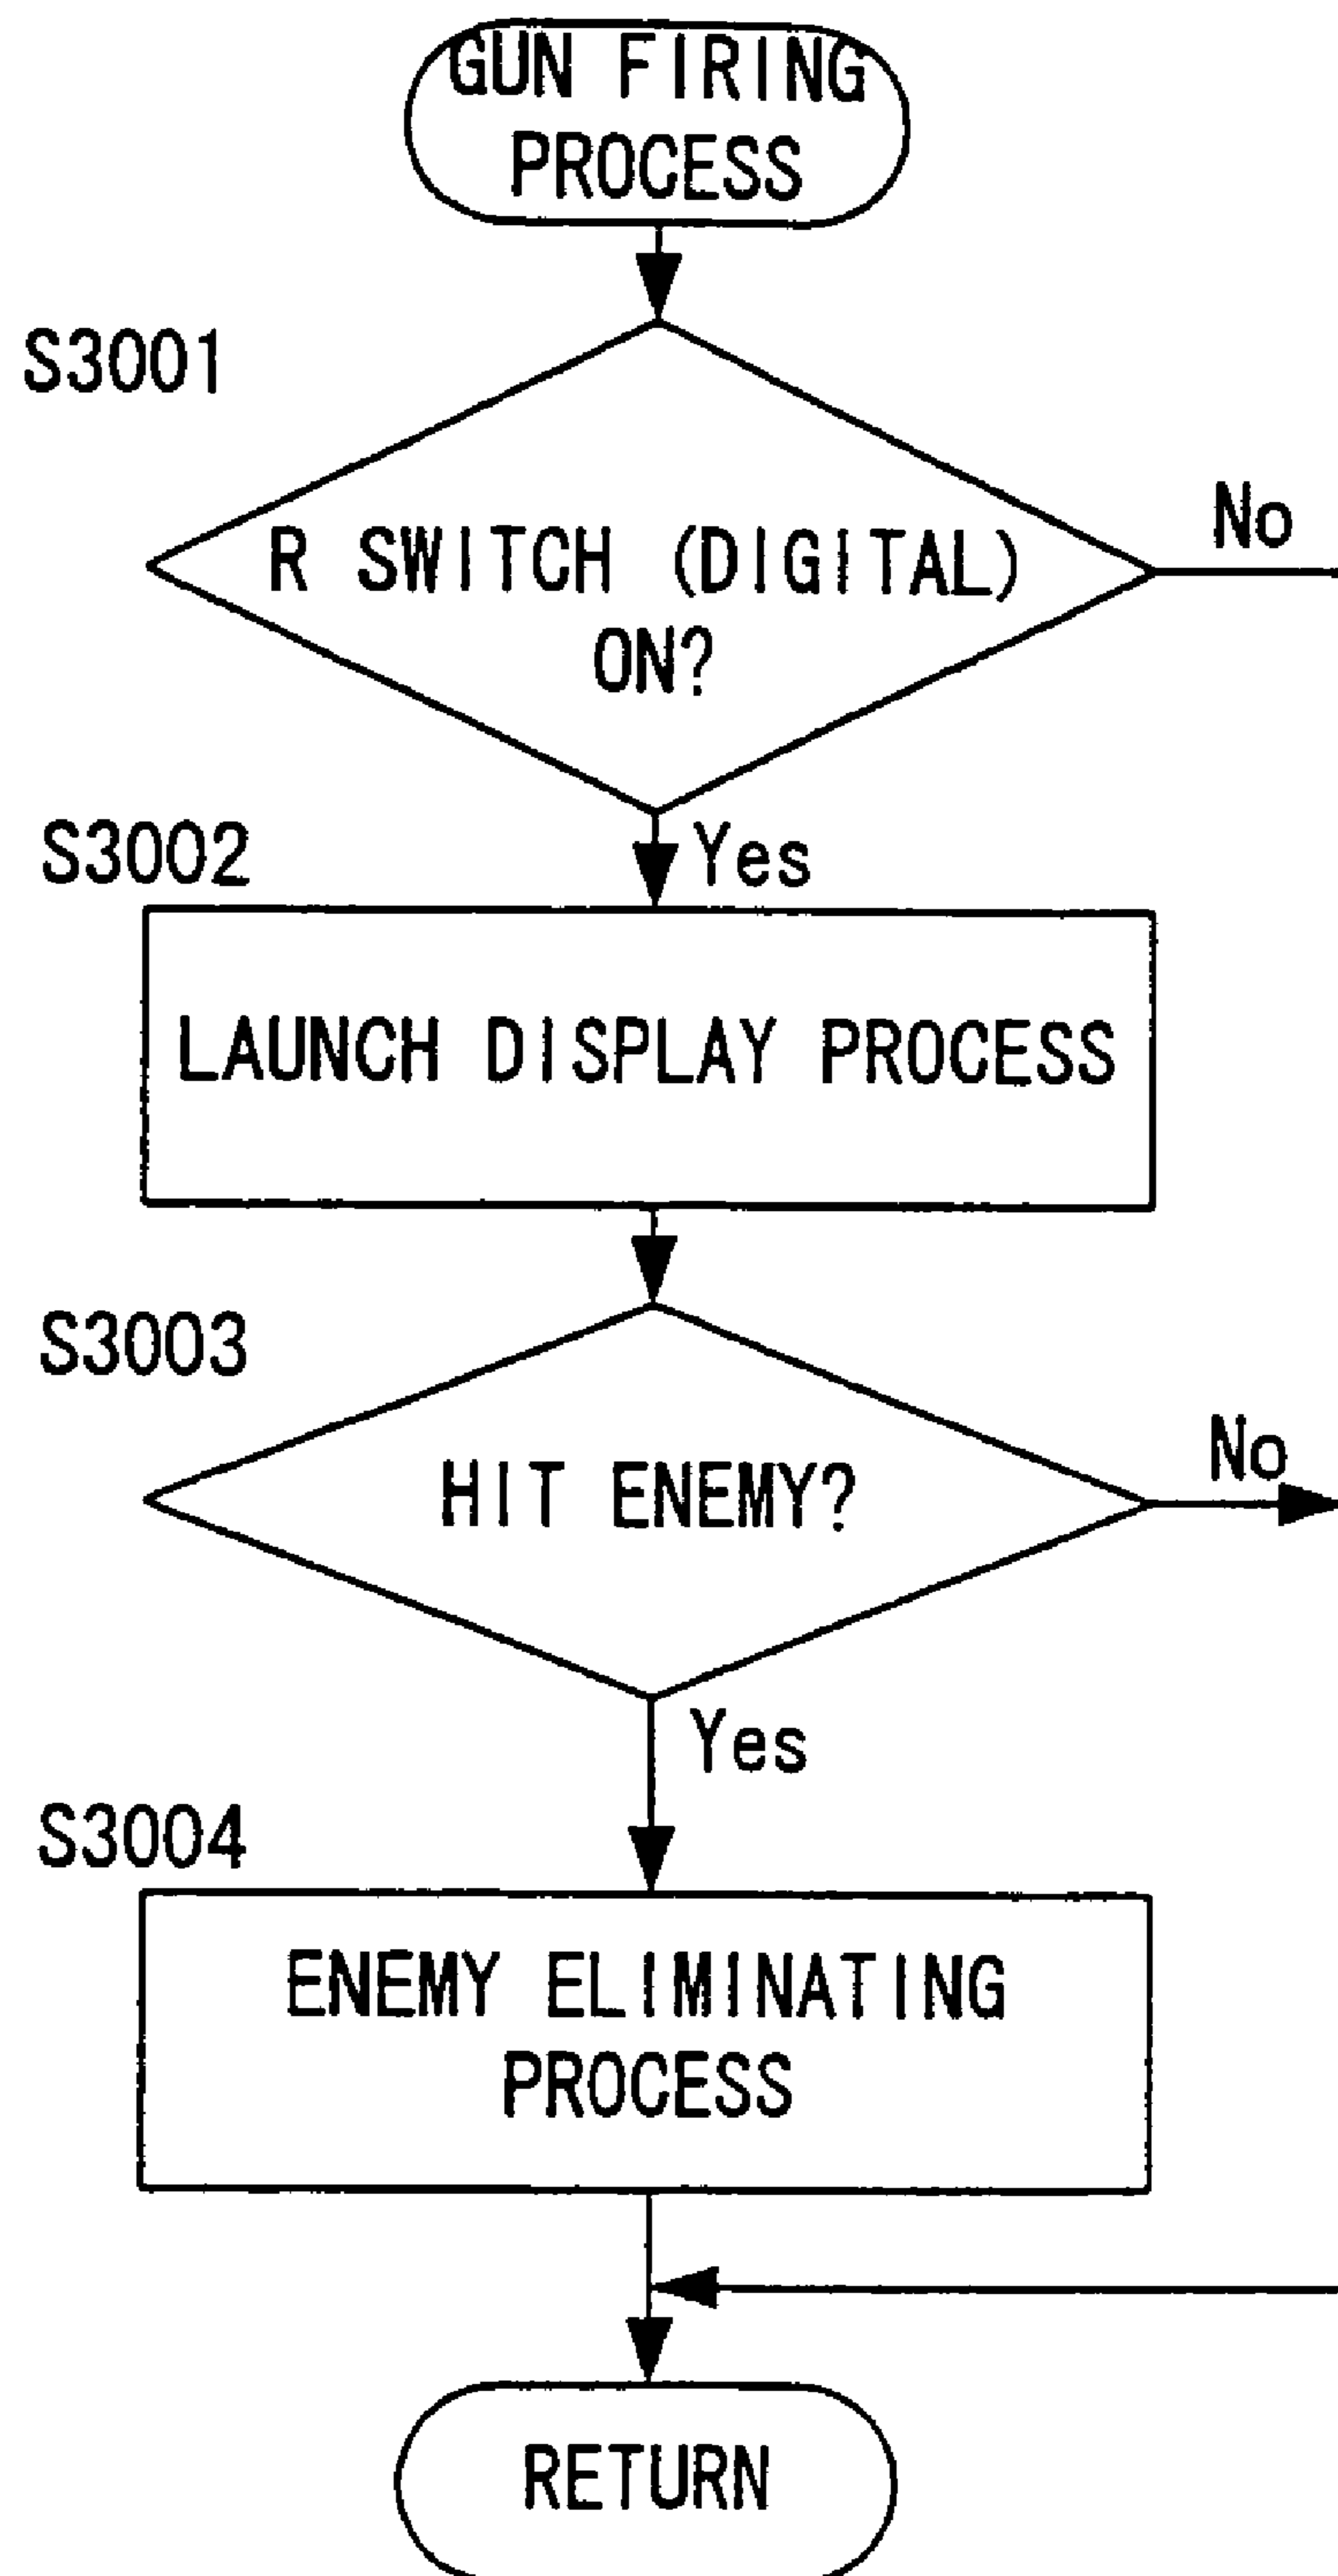 GUN FIRING
PROCESS
S3001
R SWITCH (DIGITAL)
ON?
No
Yes
S3002
LAUNCH DISPLAY PROCESS
S3003
HIT ENEMY?
No
Yes
S3004
ENEMY ELIMINATING
PROCESS
RETURN